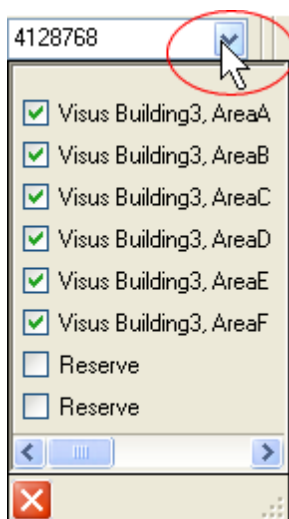 4128768
Visus Building3, AreaA
Visus Building3, AreaB
Visus Building3, AreaC
Visus Building3, AreaD
Visus Building3, AreaE
Visus Building3, AreaF
Reserve
Reserve